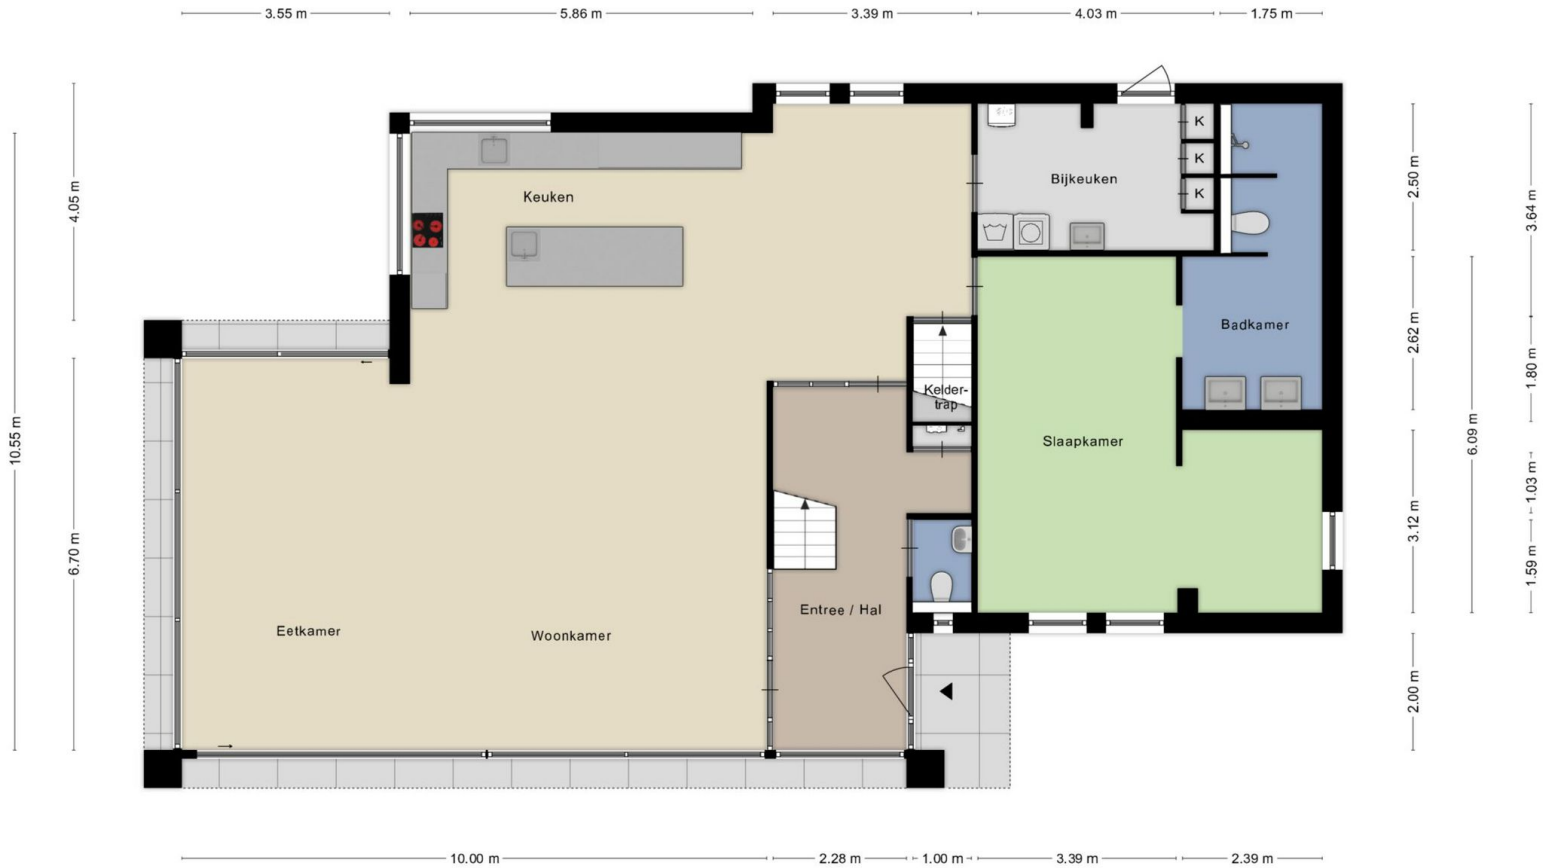 3.55 m
5.86 m
3.39 m
4.03 m
1.75 m
10.55 m
4.05 m
6.70 m
Keuken
Bijkeuken
K
K
K
Badkamer
Kelder-
trap
Slaapkamer
Entree / Hal
Eetkamer
Woonkamer
2.50 m
2.62 m
3.12 m
2.00 m
6.09 m
3.64 m
1.80 m
1.03 m
1.59 m
10.00 m
2.28 m
1.00 m
3.39 m
2.39 m